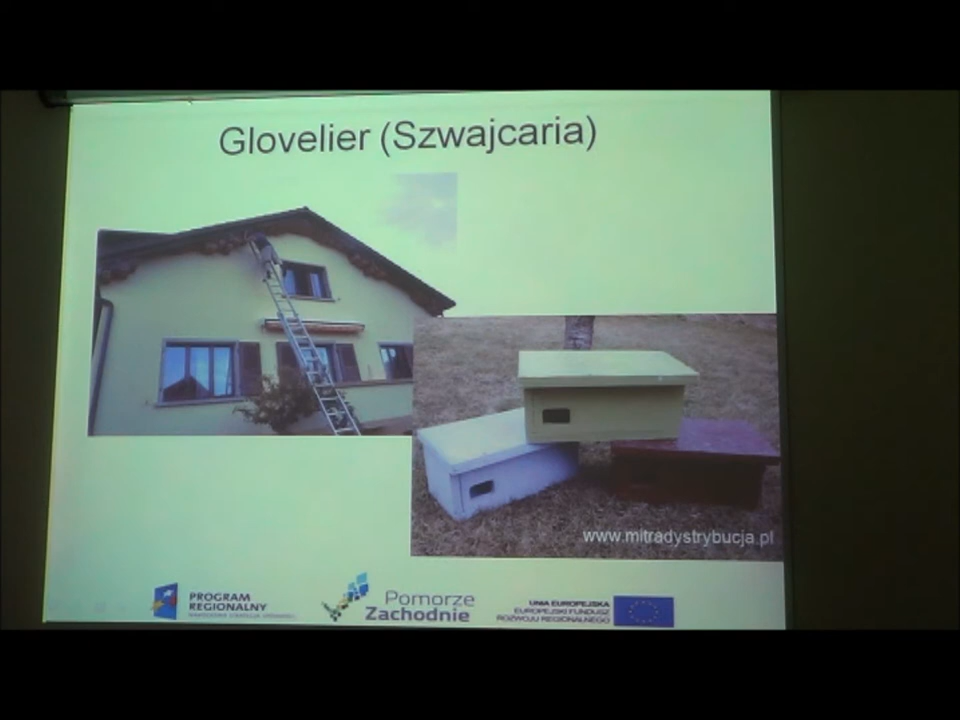 Glovelier (Szwajcaria)
www.mitradystrybucja.pl
PROGRAM
REGIONALNY
Pomorze
Zachodnie
UNIA EUROPEJSKA
EUROPEJSKI FUNDUSZ
ROZWOJU REGIONALNEGO